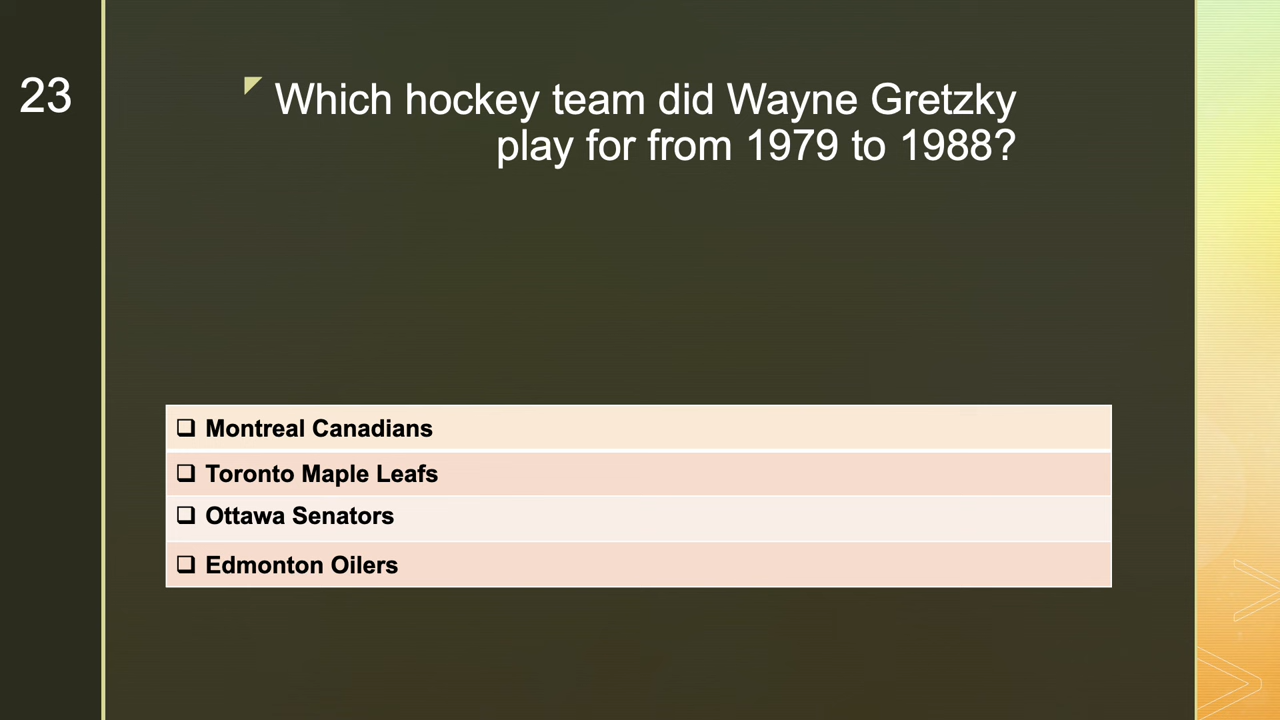 23
Which hockey team did Wayne Gretzky
play for from 1979 to 1988?
❑ Montreal Canadians
❑ Toronto Maple Leafs
❑ Ottawa Senators
❑ Edmonton Oilers